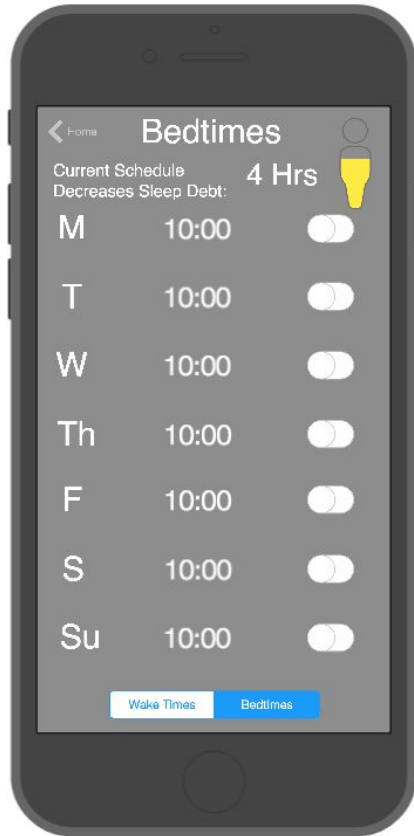 Home Bedtimes
Current Schedule 4 Hrs
Decreases Sleep Debt:
M 10:00
T 10:00
W 10:00
Th 10:00
F 10:00
S 10:00
Su 10:00
Wake Times Bedtimes